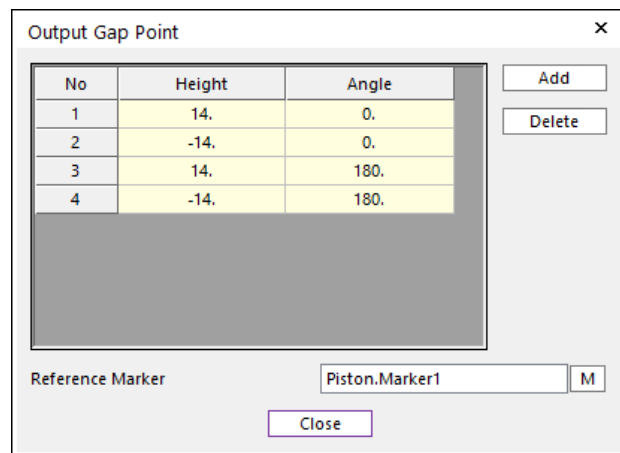 Output Gap Point ×
No Height Angle Add
1 14. 0.
2 -14. 0. Delete
3 14. 180.
4 -14. 180.
Reference Marker Piston.Marker1 M
Close